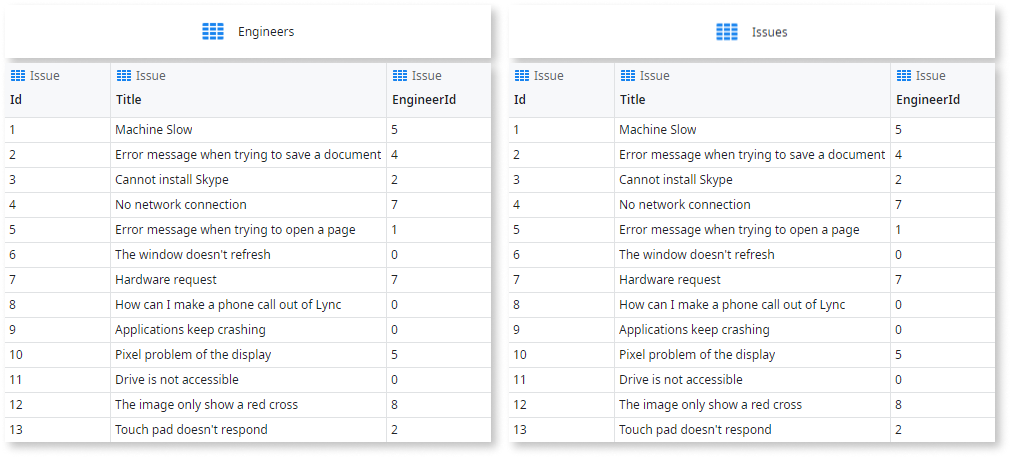 Engineers
Issue Issue Issue
Id Title EngineerId
1 Machine Slow 5
2 Error message when trying to save a document 4
3 Cannot install Skype 2
4 No network connection 7
5 Error message when trying to open a page 1
6 The window doesn't refresh 0
7 Hardware request 7
8 How can I make a phone call out of Lync 0
9 Applications keep crashing 0
10 Pixel problem of the display 5
11 Drive is not accessible 0
12 The image only show a red cross 8
13 Touch pad doesn't respond 2
Issues
Issue Issue Issue
Id Title EngineerId
1 Machine Slow 5
2 Error message when trying to save a document 4
3 Cannot install Skype 2
4 No network connection 7
5 Error message when trying to open a page 1
6 The window doesn't refresh 0
7 Hardware request 7
8 How can I make a phone call out of Lync 0
9 Applications keep crashing 0
10 Pixel problem of the display 5
11 Drive is not accessible 0
12 The image only show a red cross 8
13 Touch pad doesn't respond 2